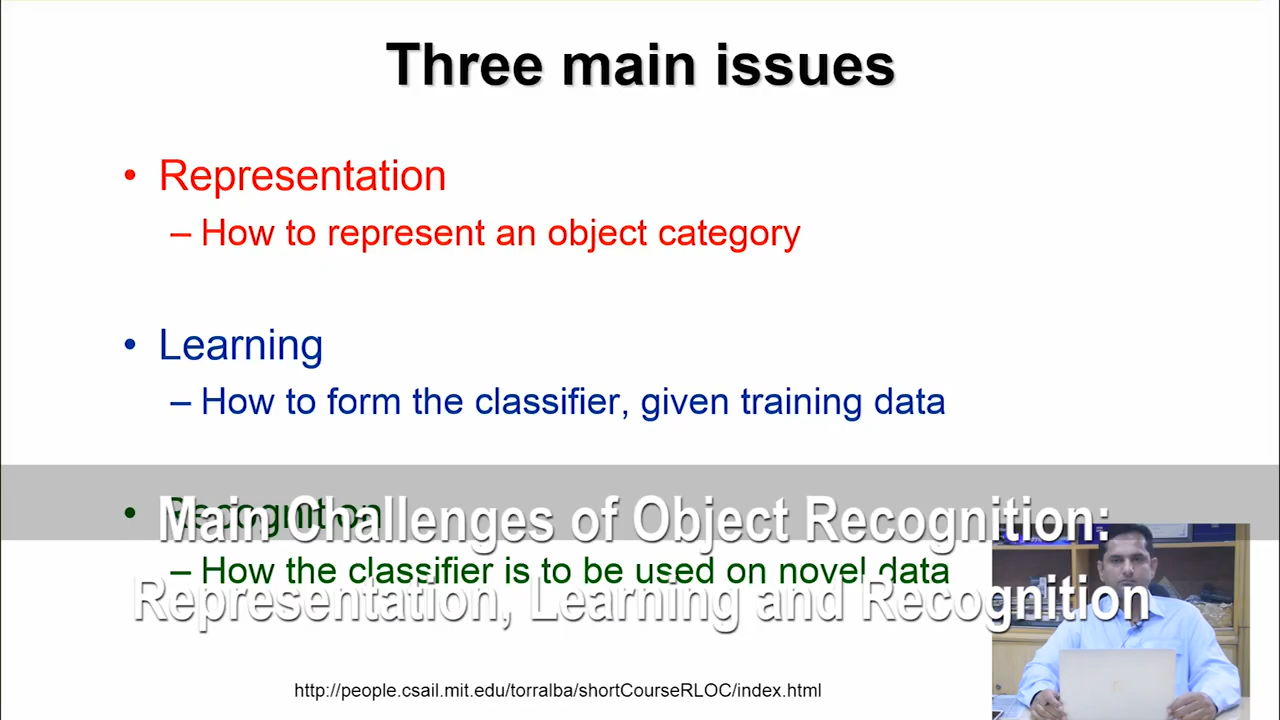 Three main issues
• Representation
– How to represent an object category
• Learning
– How to form the classifier, given training data
• Recognition
Main Challenges of Object Recognition:
– How the classifier is to be used on novel data
Representation, Learning and Recognition
http://people.csail.mit.edu/torralba/shortCourseRLOC/index.html